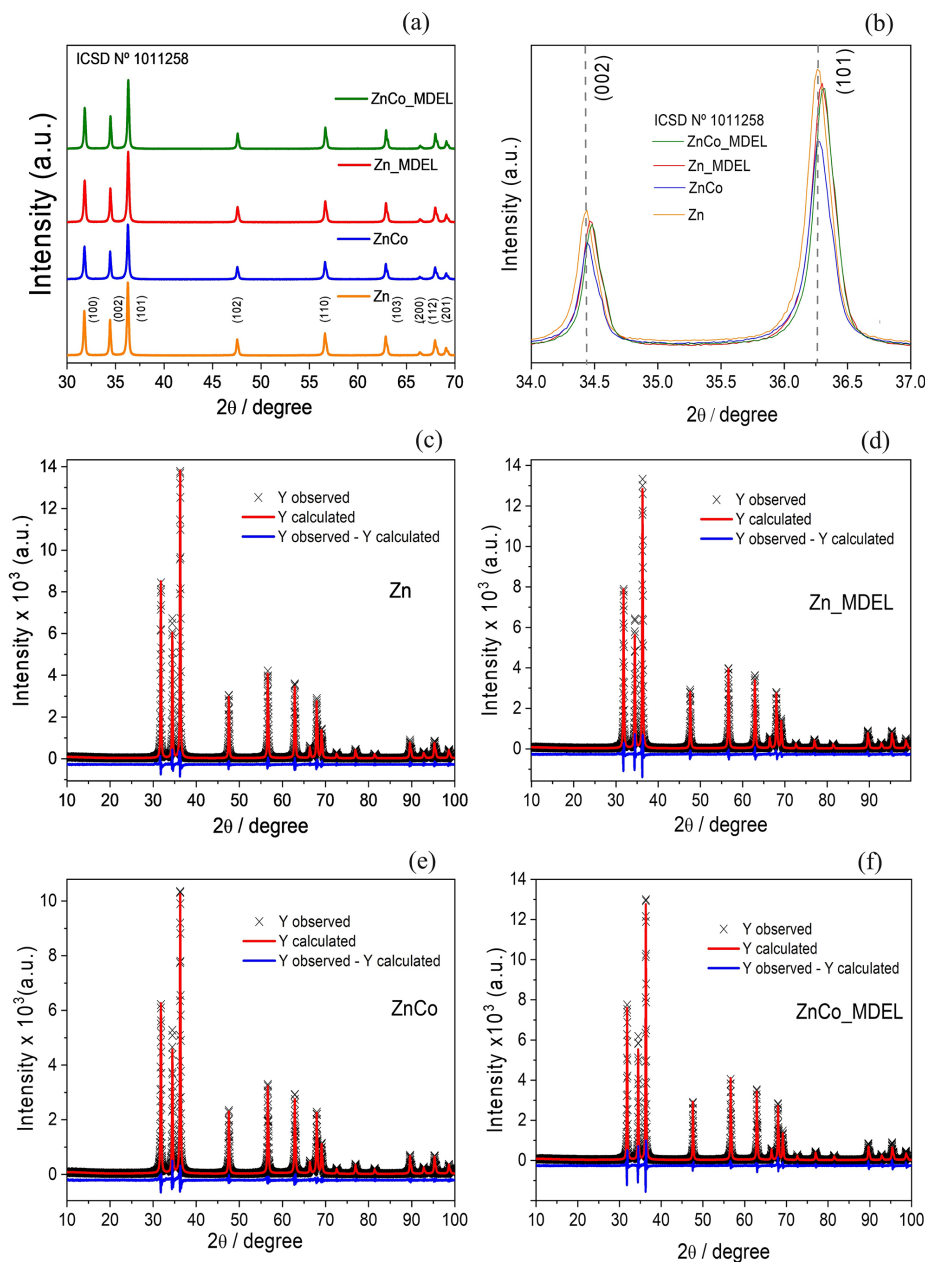 (a)
ICSD Nº 1011258
ZnCo_MDEL
Zn_MDEL
ZnCo
Zn
(100)
(002)
(101)
(102)
(110)
(103)
(200)
(112)
(201)
Intensity (a.u.)
30 35 40 45 50 55 60 65 70
2θ / degree
(b)
(002)
(101)
ICSD Nº 1011258
ZnCo_MDEL
Zn_MDEL
ZnCo
Zn
Intensity (a.u.)
34.0 34.5 35.0 35.5 36.0 36.5 37.0
2θ / degree
(c)
14
12
10
8
6
4
2
0
Intensity x 10³ (a.u.)
Y observed
Y calculated
Y observed - Y calculated
Zn
10 20 30 40 50 60 70 80 90 100
2θ / degree
(d)
14
12
10
8
6
4
2
0
Intensity x 10³ (a.u.)
Y observed
Y calculated
Y observed - Y calculated
Zn_MDEL
10 20 30 40 50 60 70 80 90
2θ / degree
(e)
10
8
6
4
2
0
Intensity x 10³(a.u.)
Y observed
Y calculated
Y observed - Y calculated
ZnCo
10 20 30 40 50 60 70 80 90 100
2θ / degree
(f)
14
12
10
8
6
4
2
0
Intensity x 10³ (a.u.)
Y observed
Y calculated
Y observed - Y calculated
ZnCo_MDEL
10 20 30 40 50 60 70 80 90 100
2θ / degree